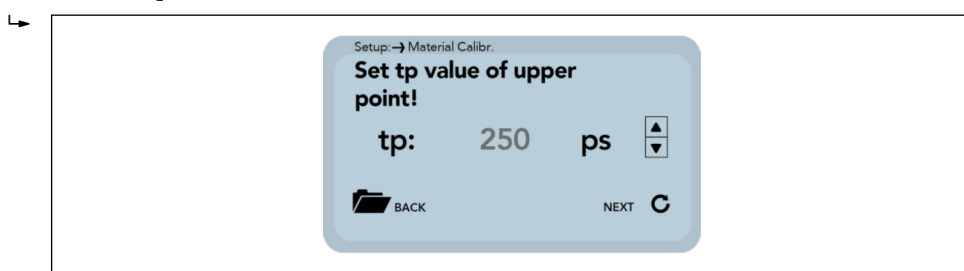 Setup:→ Material Calibr.
Set tp value of upper
point!
tp: 250 ps
BACK NEXT